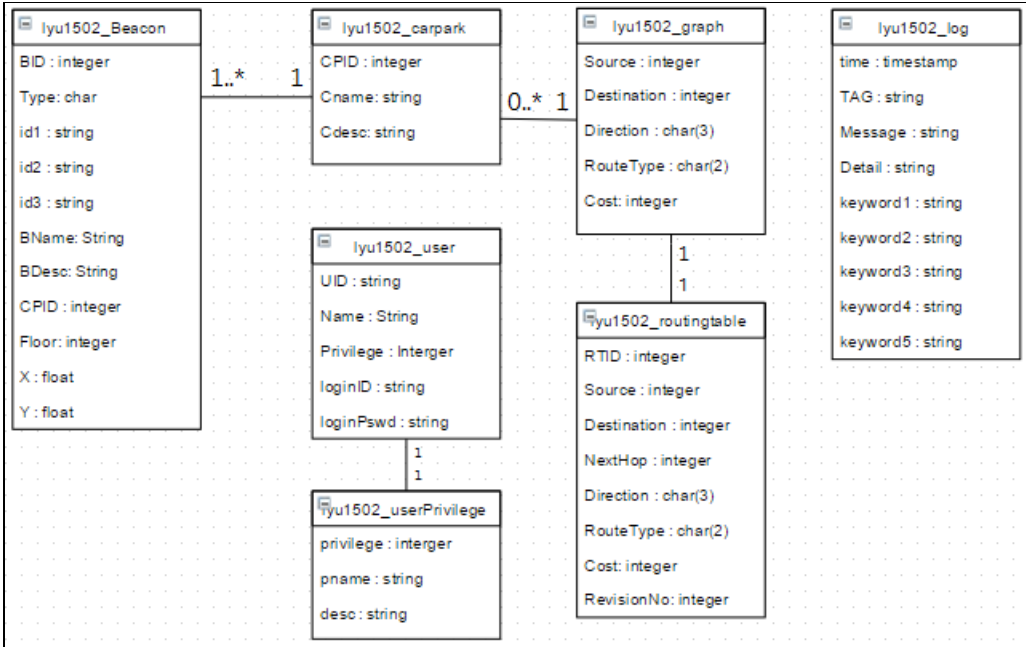 lyu1502_Beacon
BID : integer
Type: char
id1 : string
id2 : string
id3 : string
BName: String
BDesc: String
CPID : integer
Floor: integer
X : float
Y : float
1..* 1
lyu1502_carpark
CPID : integer
Cname: string
Cdesc: string
0..* 1
lyu1502_graph
Source : integer
Destination : integer
Direction : char(3)
RouteType : char(2)
Cost: integer
1
1
lyu1502_user
UID : string
Name : String
Privilege : Interger
loginID : string
loginPswd : string
1
1
lyu1502_userPrivilege
privilege : interger
pname : string
desc : string
lyu1502_routingtable
RTID : integer
Source : integer
Destination : integer
NextHop : integer
Direction : char(3)
RouteType : char(2)
Cost: integer
RevisionNo: integer
lyu1502_log
time : timestamp
TAG : string
Message : string
Detail : string
keyword1 : string
keyword2 : string
keyword3 : string
keyword4 : string
keyword5 : string